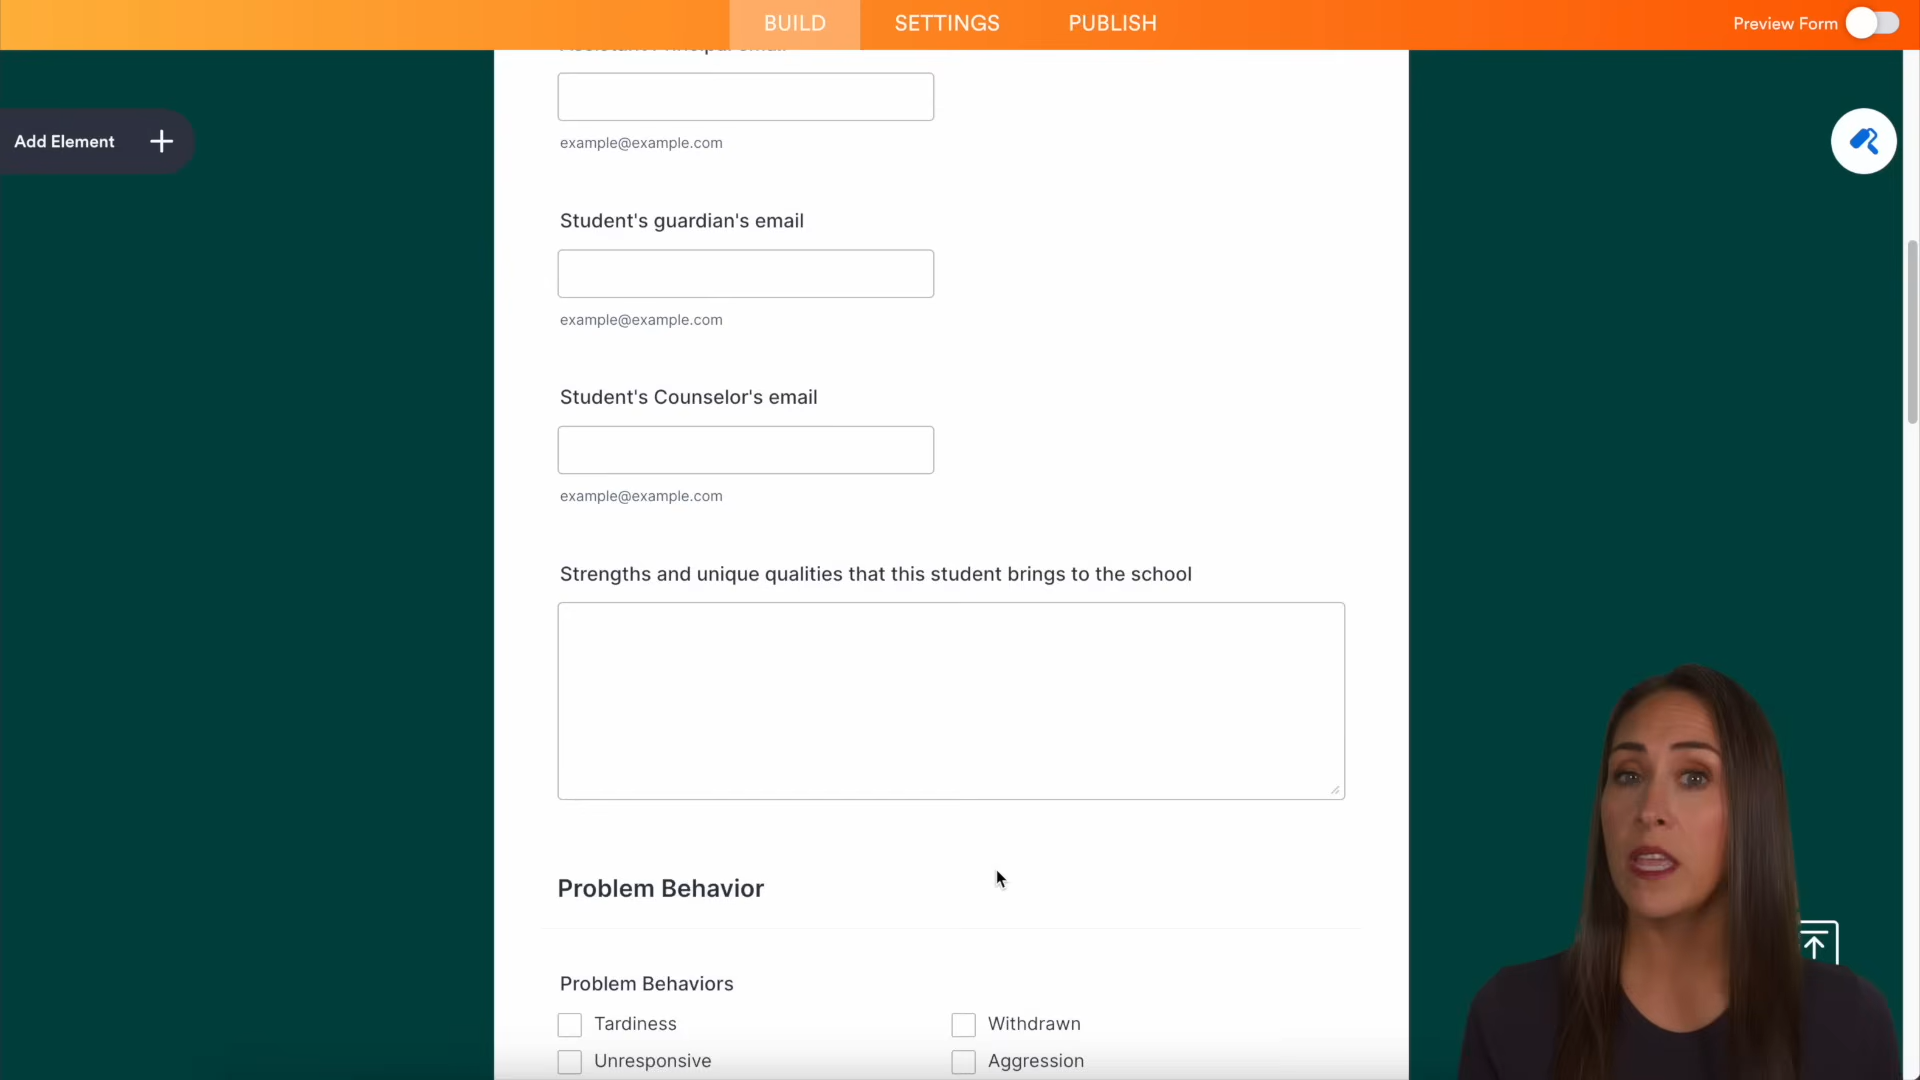 BUILD
SETTINGS
PUBLISH
Preview Form
Add Element
example@example.com
Student's guardian's email
example@example.com
Student's Counselor's email
example@example.com
Strengths and unique qualities that this student brings to the school
Problem Behavior
Problem Behaviors
Tardiness
Withdrawn
Unresponsive
Aggression